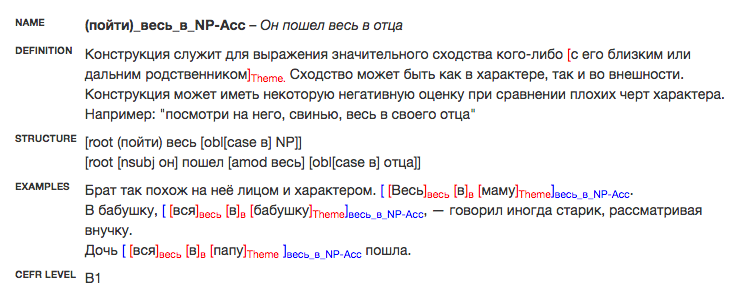 NAME (пойти)_весь_в_NP-Acc – Он пошел весь в отца
DEFINITION Конструкция служит для выражения значительного сходства кого-либо [с его близким или
дальним родственником]Theme. Сходство может быть как в характере, так и во внешности.
Конструкция может иметь некоторую негативную оценку при сравнении плохих черт характера.
Например: "посмотри на него, свинью, весь в своего отца"
STRUCTURE [root (пойти) весь [obl[case в] NP]]
[root [nsubj он] пошел [amod весь] [obl[case в] отца]]
EXAMPLES Брат так похож на неё лицом и характером. [ [Весь]весь [в]в [маму]Theme]весь_в_NP-Acc.
В бабушку, [ [вся]весь [в]в [бабушку]Theme]весь_в_NP-Acc, — говорил иногда старик, рассматривая
внучку.
Дочь [ [вся]весь [в]в [папу]Theme ]весь_в_NP-Acc пошла.
CEFR LEVEL B1